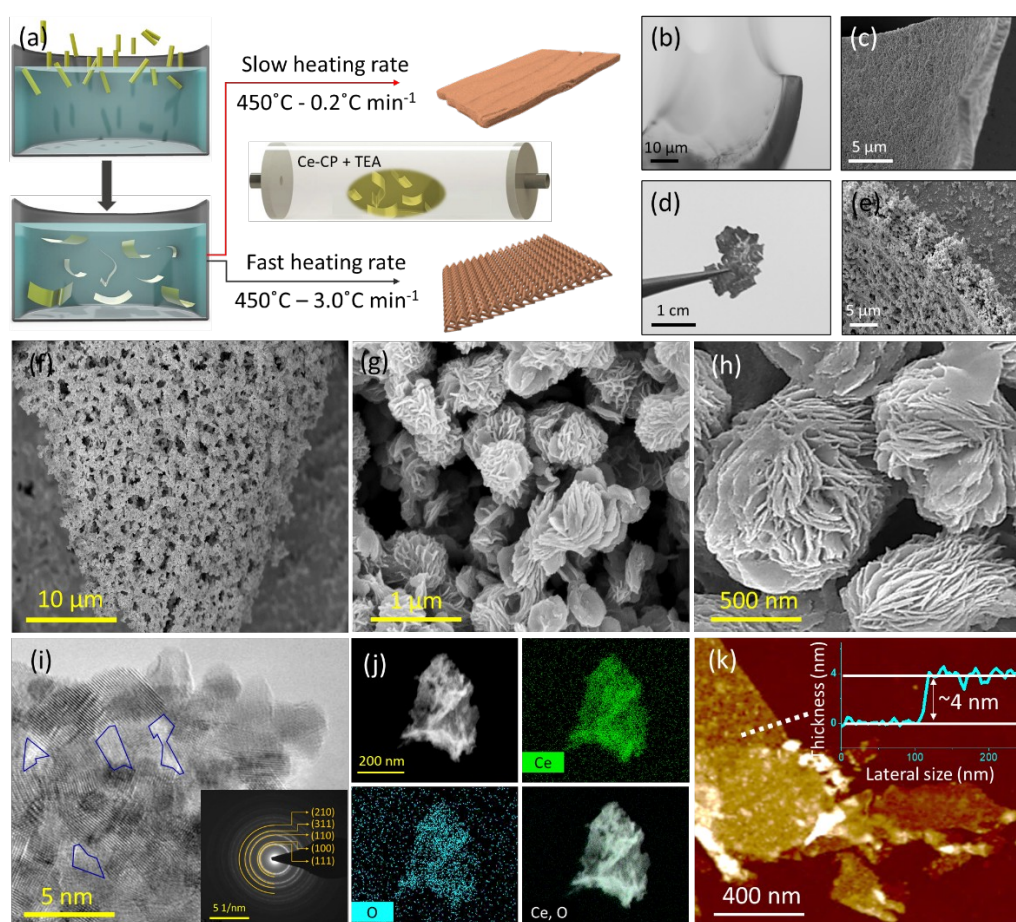 (a)
Slow heating rate
450˚C - 0.2˚C min-1
Ce-CP + TEA
Fast heating rate
450˚C – 3.0˚C min-1
(b)
10 µm
(c)
5 µm
(d)
1 cm
(e)
5 µm
(f)
10 µm
(g)
1 µm
(h)
500 nm
(i)
5 nm
(210)
(311)
(110)
(100)
(111)
5 1/nm
(j)
200 nm
Ce
O
Ce, O
(k)
Thickness (nm)
4
0
~4 nm
0
100
200
Lateral size (nm)
400 nm